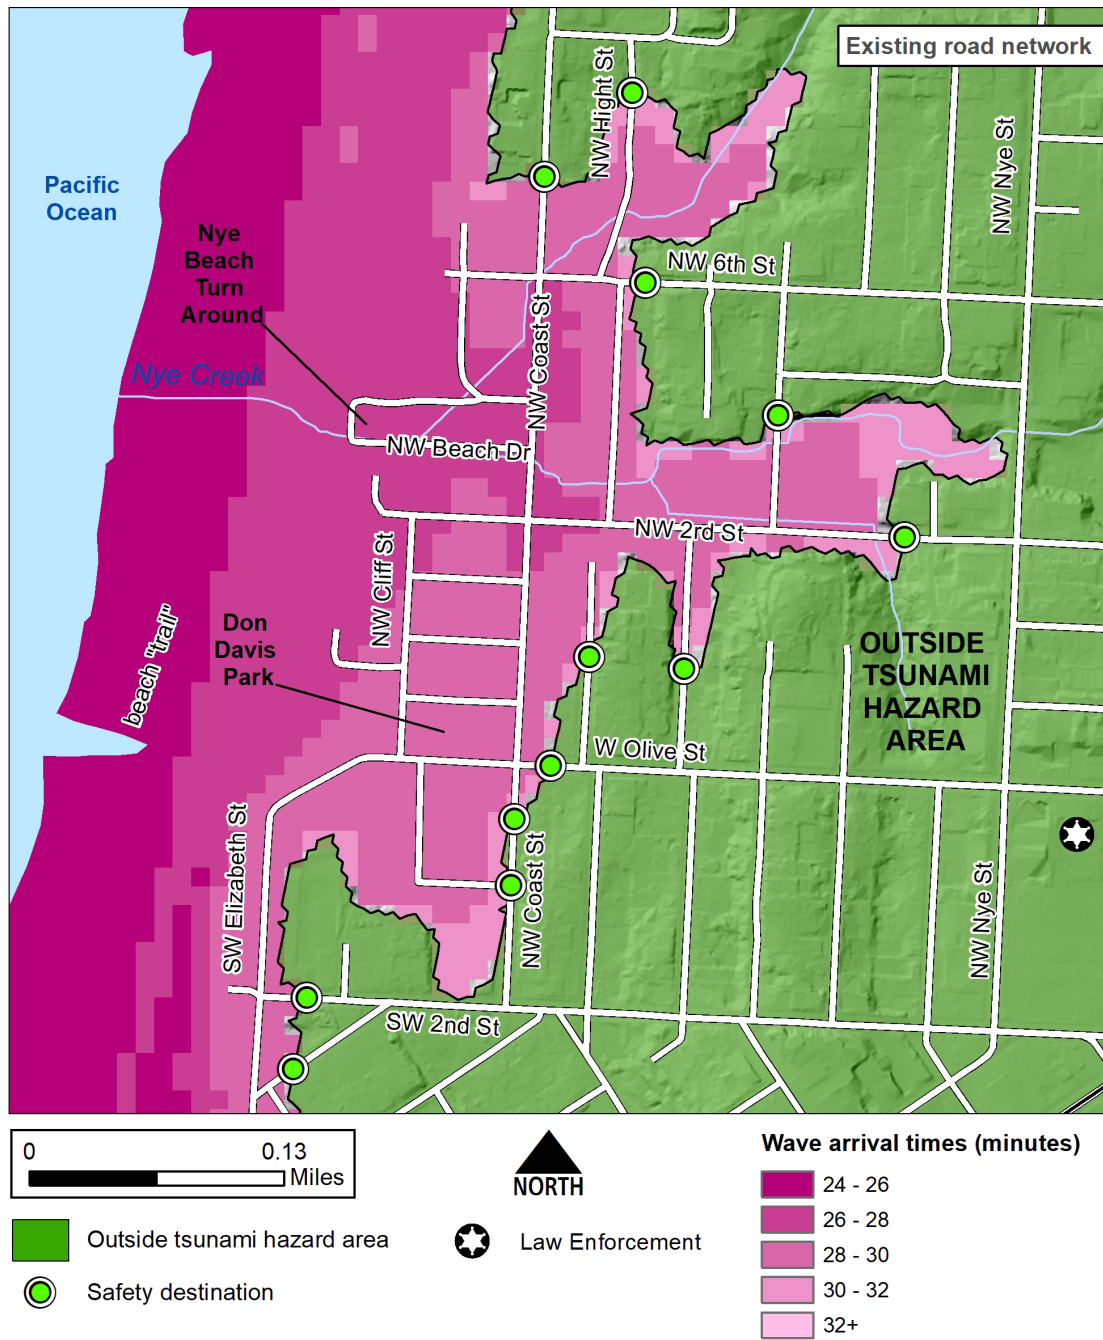 Existing road network
NW Hight St
NW Nye St
Pacific
Ocean
Nye
Beach
Turn
Around
NW 6th St
NW Coast St
Nye Creek
NW Beach Dr
NW 2rd St
NW Cliff St
beach "trail"
Don
Davis
Park
OUTSIDE
TSUNAMI
HAZARD
AREA
W Olive St
SW Elizabeth St
NW Coast St
NW Nye St
SW 2nd St
0 0.13
Miles
NORTH
Outside tsunami hazard area
Law Enforcement
Safety destination
Wave arrival times (minutes)
24 - 26
26 - 28
28 - 30
30 - 32
32+